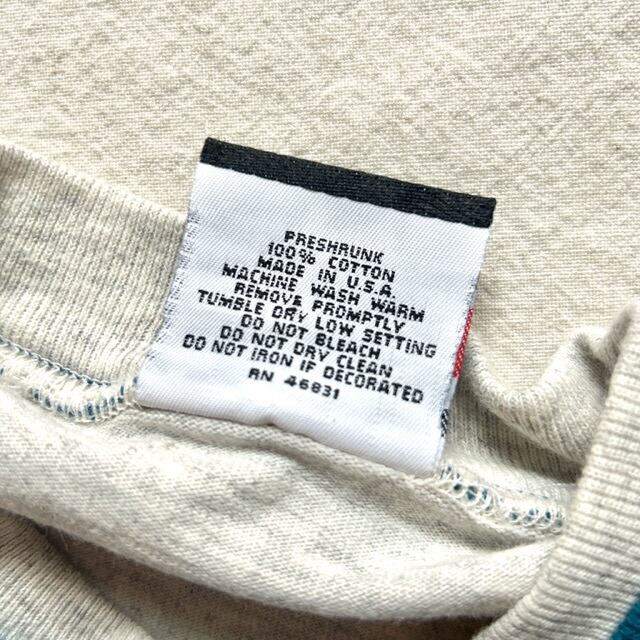 PRESHRUNK
100% COTTON
MADE IN U.S.A.
MACHINE WASH WARM
REMOVE PROMPTLY
TUMBLE DRY LOW SETTING
DO NOT BLEACH
DO NOT DRY CLEAN
DO NOT IRON IF DECORATED
RN 46831